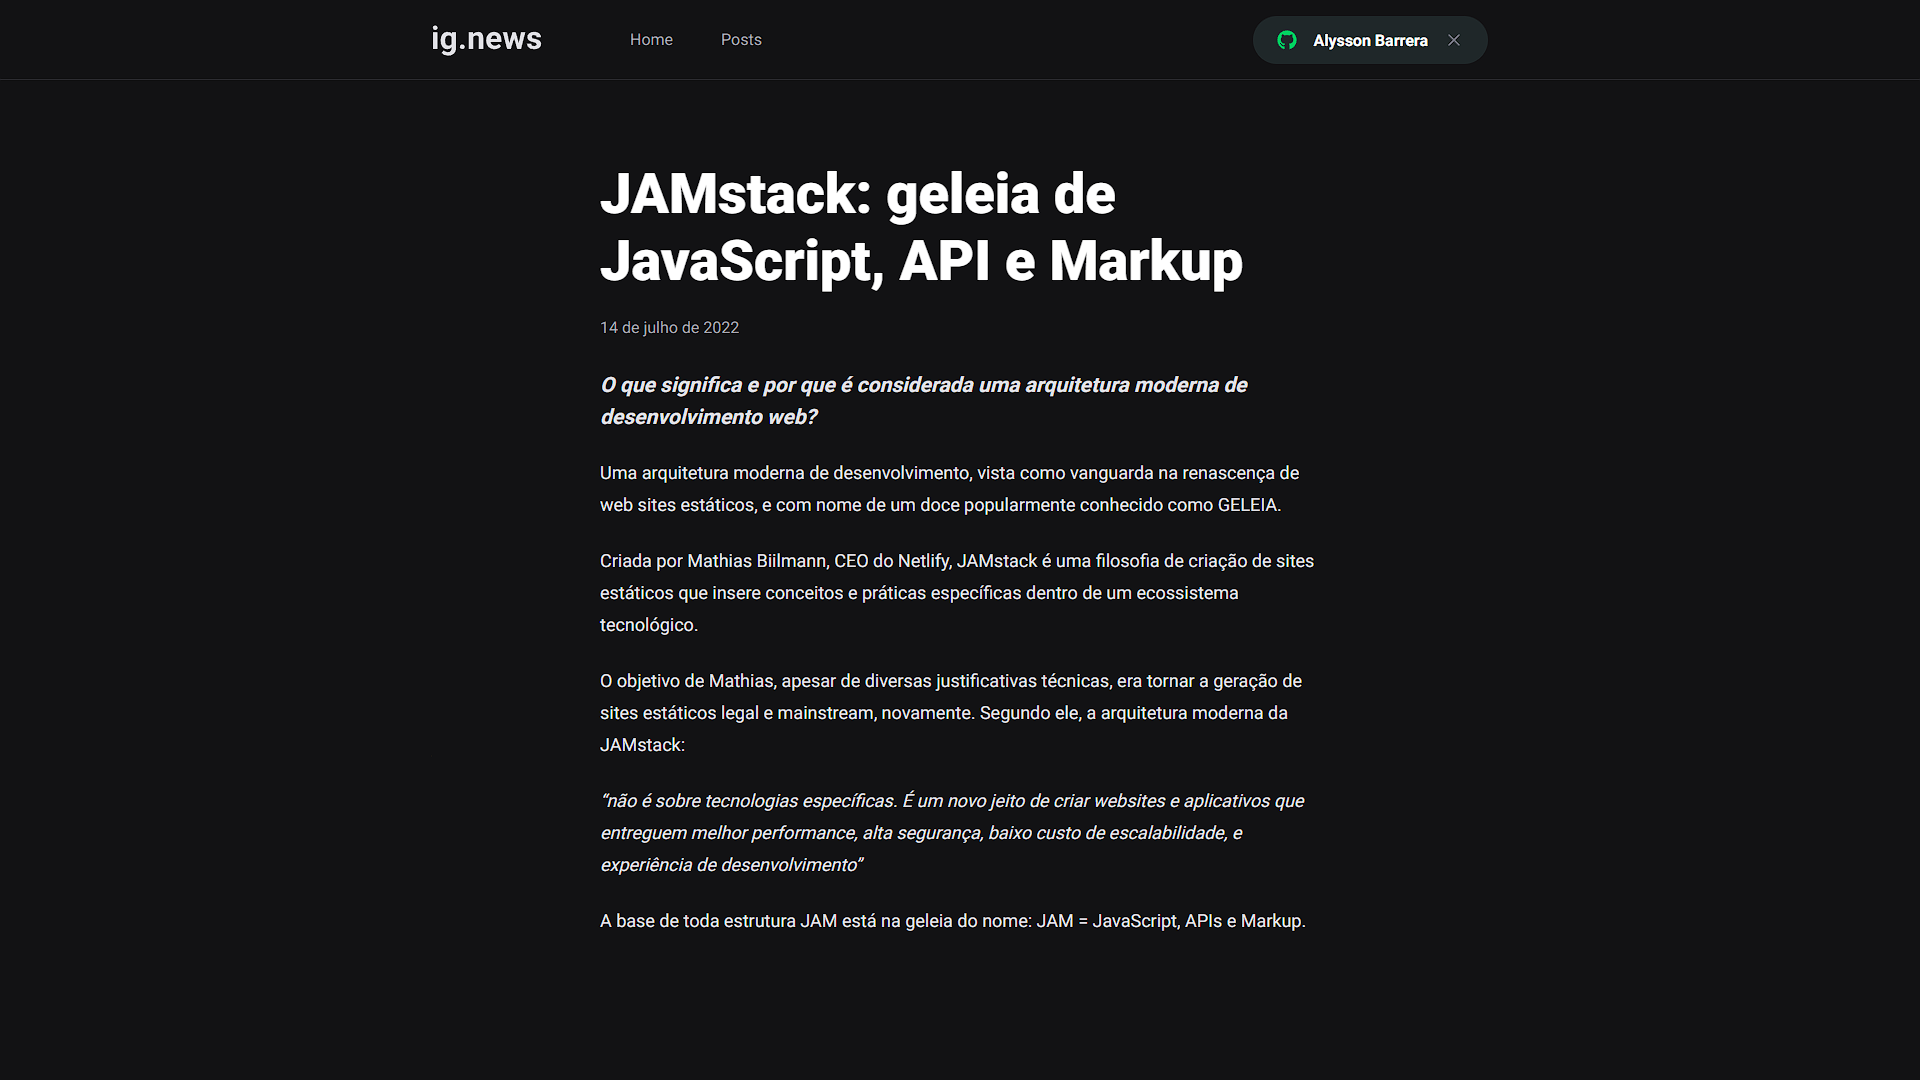 ig.news
Home
Posts
Alysson Barrera
JAMstack: geleia de
JavaScript, API e Markup
14 de julho de 2022
O que significa e por que é considerada uma arquitetura moderna de
desenvolvimento web?
Uma arquitetura moderna de desenvolvimento, vista como vanguarda na renascença de
web sites estáticos, e com nome de um doce popularmente conhecido como GELEIA.
Criada por Mathias Biilmann, CEO do Netlify, JAMstack é uma filosofia de criação de sites
estáticos que insere conceitos e práticas específicas dentro de um ecossistema
tecnológico.
O objetivo de Mathias, apesar de diversas justificativas técnicas, era tornar a geração de
sites estáticos legal e mainstream, novamente. Segundo ele, a arquitetura moderna da
JAMstack:
“não é sobre tecnologias específicas. É um novo jeito de criar websites e aplicativos que
entreguem melhor performance, alta segurança, baixo custo de escalabilidade, e
experiência de desenvolvimento”
A base de toda estrutura JAM está na geleia do nome: JAM = JavaScript, APIs e Markup.